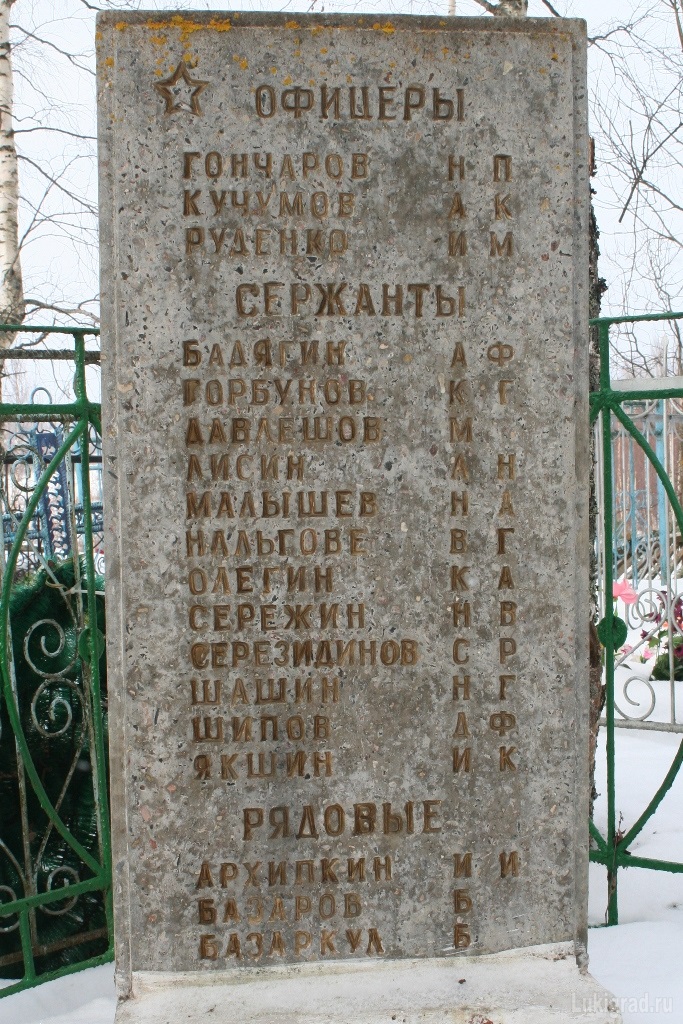 ОФИЦЕРЫ
ГОНЧАРОВ Н П
КУЧУМОВ А К
РУДЕНКО И М
СЕРЖАНТЫ
БАДЯГИН А Ф
ГОРБУНОВ К Г
ДАВЛЕШОВ М
ЛИСИН А Н
МАЛЫШЕВ Н А
НАЛЬГОВЕ В Г
ОЛЕГИН К А
СЕРЕЖИН Н В
СЕРЕЗИДИНОВ С Р
ШАШИН Н Г
ШИПОВ Д Ф
ЯКШИН И К
РЯДОВЫЕ
АРХИПКИН И И
БАЗАРОВ Б
БАЗАРКУЛ Б
Lukigrad.ru